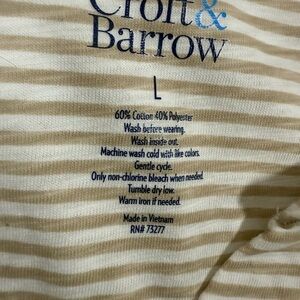 Croft &
Barrow
L
60% Cotton 40% Polyester
Wash before wearing.
Wash inside out.
Machine wash cold with like colors.
Gentle cycle.
Only non-chlorine bleach when needed.
Tumble dry low.
Warm iron if needed.
Made in Vietnam
RN# 73277